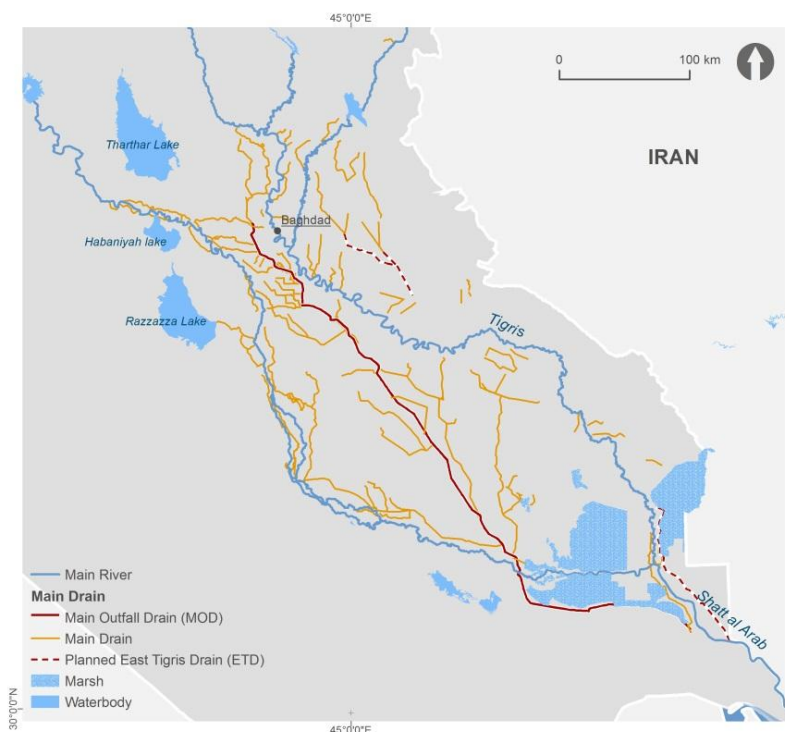 45°0'0"E
0
100 km
IRAN
Tharthar Lake
Baghdad
Habaniyah lake
Razzazza Lake
Tigris
Shatt al Arab
Main River
Main Drain
Main Outfall Drain (MOD)
Main Drain
Planned East Tigris Drain (ETD)
Marsh
Waterbody
30°0'0"N
45°0'0"E